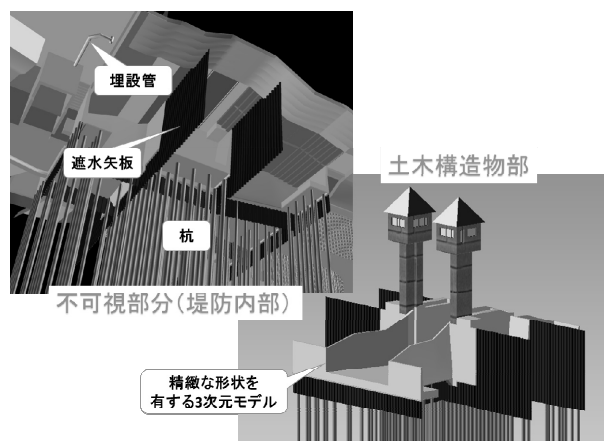 埋設管
遮水矢板
杭
土木構造物部
不可視部分(堤防内部)
精緻な形状を
有する3次元モデル